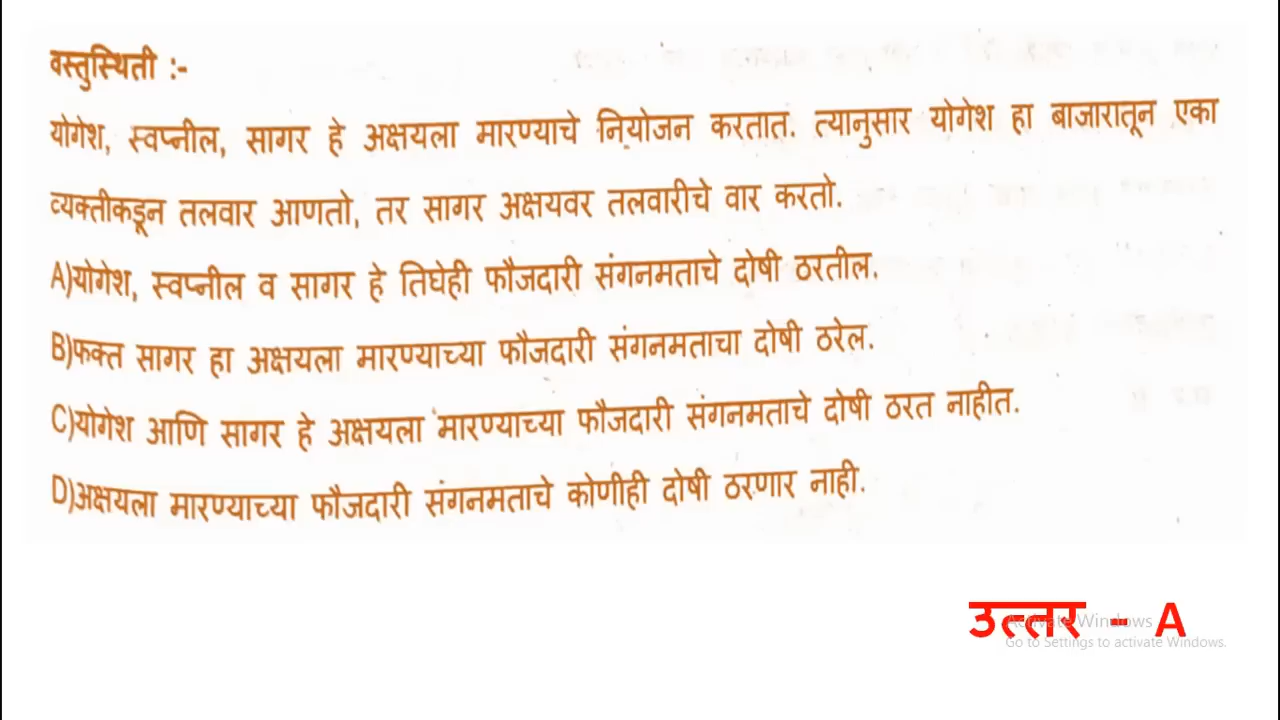 वस्तुस्थिती :-
योगेश, स्वप्नील, सागर हे अक्षयला मारण्याचे नियोजन करतात. त्यानुसार योगेश हा बाजारातून एका
व्यक्तीकडून तलवार आणतो, तर सागर अक्षयवर तलवारीचे वार करतो.
A)योगेश, स्वप्नील व सागर हे तिघेही फौजदारी संगनमताचे दोषी ठरतील.
B)फक्त सागर हा अक्षयला मारण्याच्या फौजदारी संगनमताचा दोषी ठरेल.
C)योगेश आणि सागर हे अक्षयला मारण्याच्या फौजदारी संगनमताचे दोषी ठरत नाहीत.
D)अक्षयला मारण्याच्या फौजदारी संगनमताचे कोणीही दोषी ठरणार नाही.
उत्तर - A
Activate Windows
Go to Settings to activate Windows.